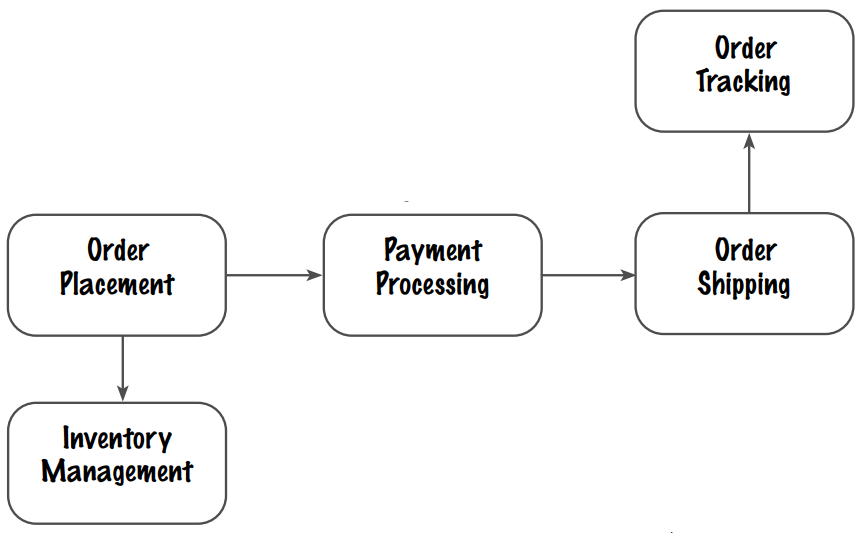 Order
Tracking
Order
Placement
Payment
Processing
Order
Shipping
Inventory
Management